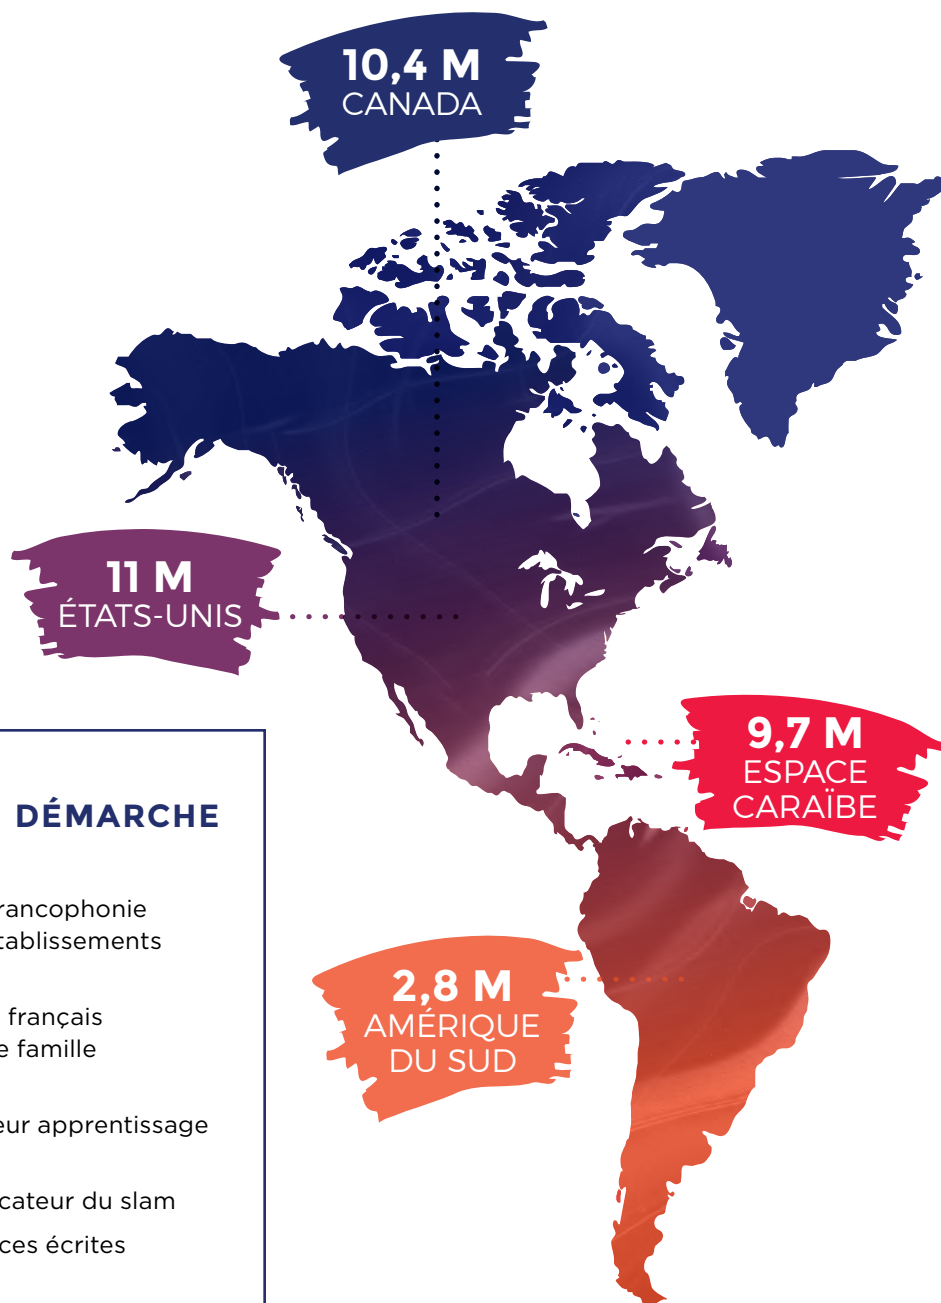 10,4 M
CANADA
11 M
ÉTATS-UNIS
9,7 M
ESPACE
CARAÏBE
DÉMARCHE
rancophonie
tablissements
français
e famille
eur apprentissage
cateur du slam
ces écrites
2,8 M
AMÉRIQUE
DU SUD